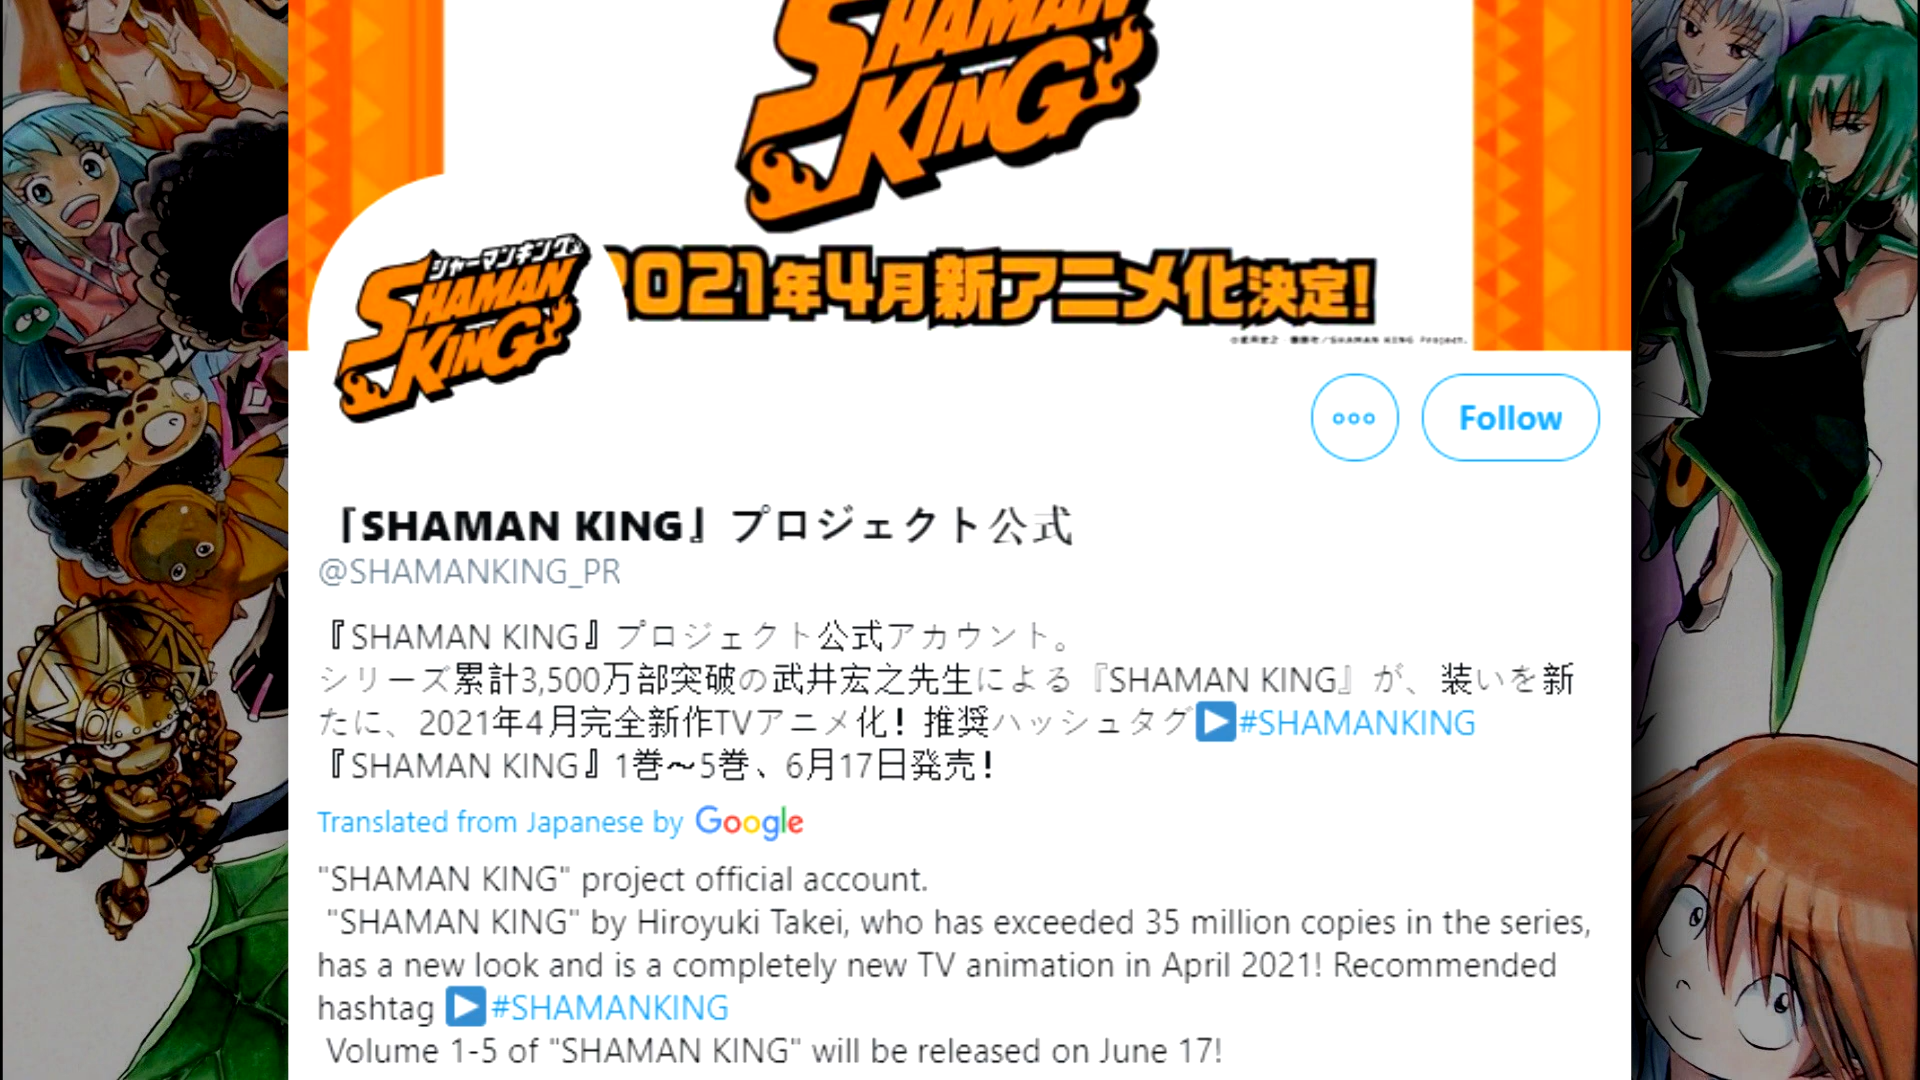 SHAMAN
KING
2021年4月新アニメ化決定!
シャーマンキング
SHAMAN
KING
Follow
『SHAMAN KING』プロジェクト公式
@SHAMANKING_PR
『SHAMAN KING』プロジェクト公式アカウント。
シリーズ累計3,500万部突破の武井宏之先生による『SHAMAN KING』が、装いを新
たに、2021年4月完全新作TVアニメ化! 推奨ハッシュタグ▶#SHAMANKING
『SHAMAN KING』1巻〜5巻、6月17日発売!
Translated from Japanese by Google
"SHAMAN KING" project official account.
"SHAMAN KING" by Hiroyuki Takei, who has exceeded 35 million copies in the series,
has a new look and is a completely new TV animation in April 2021! Recommended
hashtag ▶#SHAMANKING
Volume 1-5 of "SHAMAN KING" will be released on June 17!